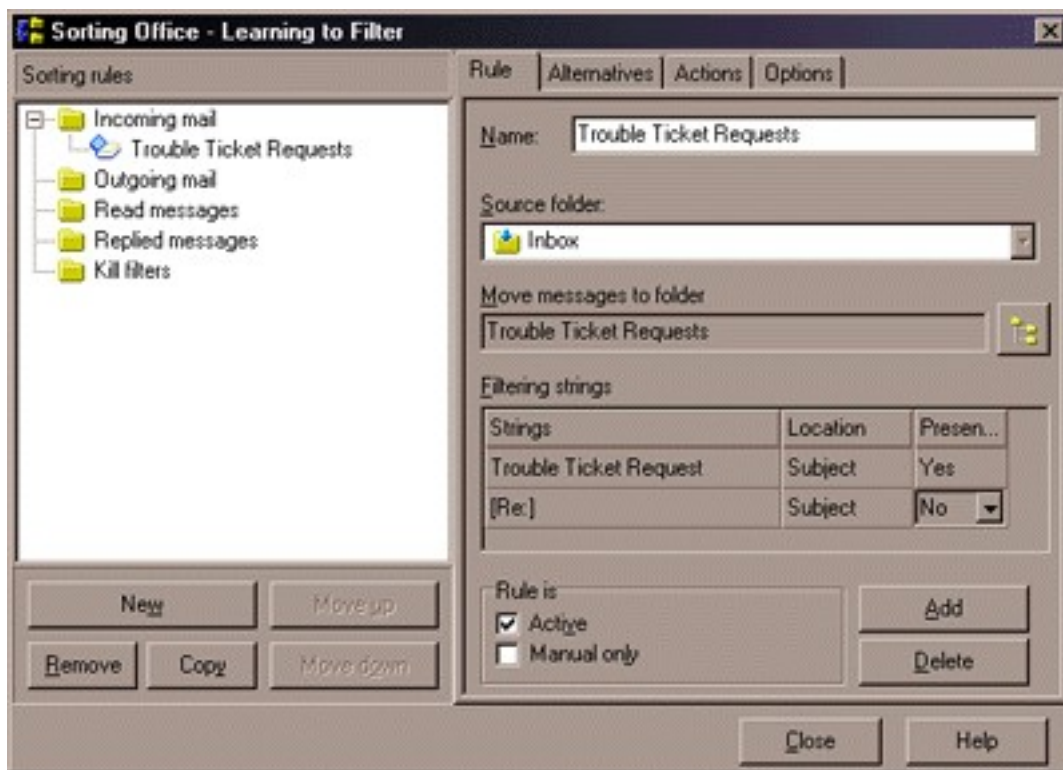 Sorting Office - Learning to Filter
Sorting rules
Incoming mail
Trouble Ticket Requests
Outgoing mail
Read messages
Replied messages
Kill filters
New
Move up
Remove
Copy
Move down
Rule Alternatives Actions Options
Name: Trouble Ticket Requests
Source folder:
Inbox
Move messages to folder
Trouble Ticket Requests
Filtering strings
Strings Location Presen...
Trouble Ticket Request Subject Yes
[Re:] Subject No
Rule is
Active
Manual only
Add
Delete
Close Help